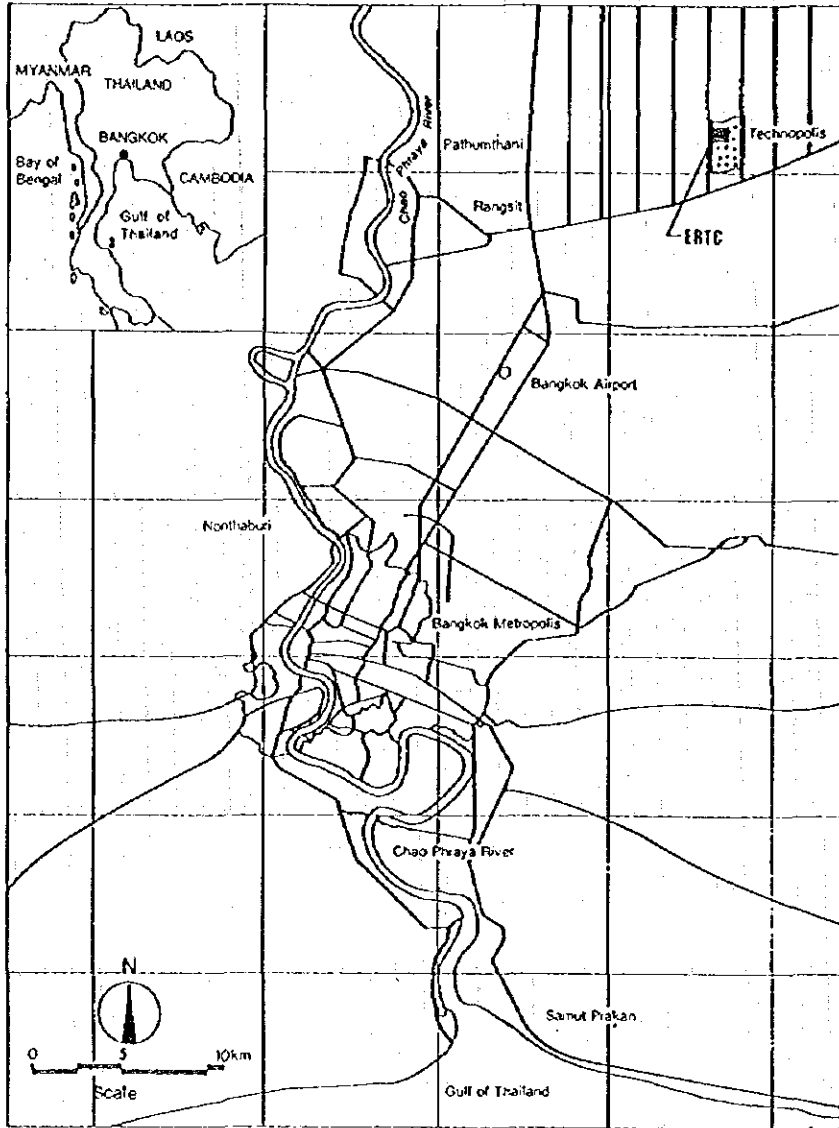 LAOS
MYANMAR
THAILAND
BANGKOK
Bay of
Bengal
CAMBODIA
Gulf of
Thailand
Chao Phraya River
Pathumthani
Technopolis
Rangsit
ERTC
Bangkok Airport
Nonthaburi
Bangkok Metropolis
Chao Phraya River
N
Samut Prakan
0 5 10km
Scale
Gulf of Thailand